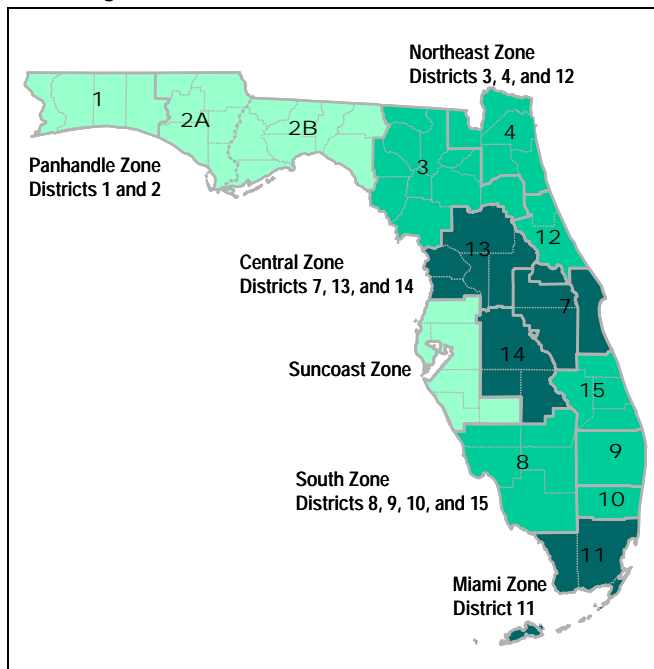 Northeast Zone
Districts 3, 4, and 12
1
2A
2B
4
3
Panhandle Zone
Districts 1 and 2
12
13
Central Zone
Districts 7, 13, and 14
7
14
Suncoast Zone
15
9
8
South Zone
Districts 8, 9, 10, and 15
10
11
Miami Zone
District 11